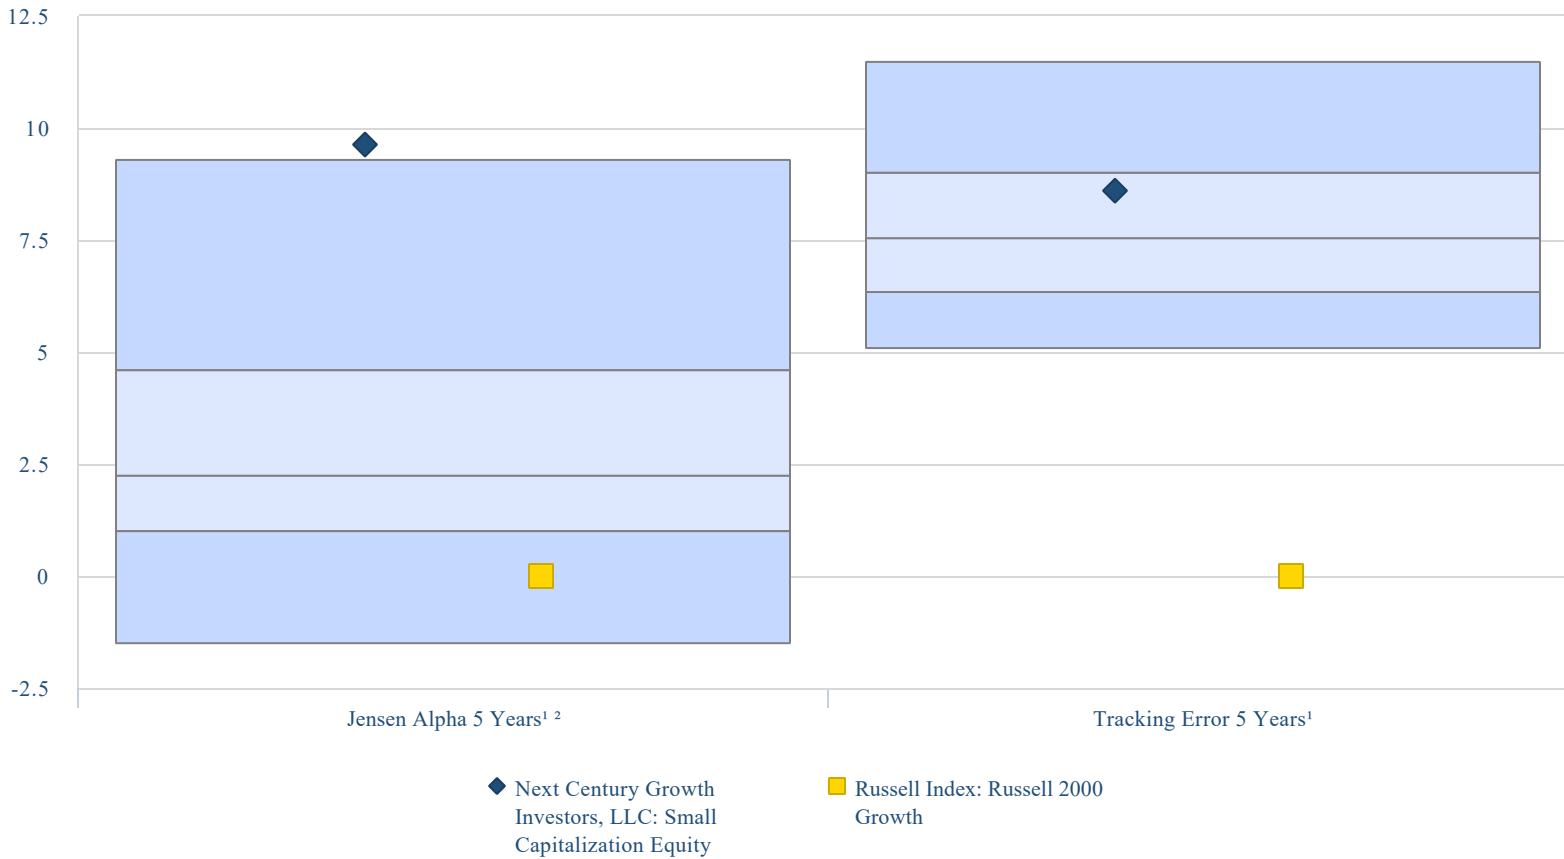 12.5
10
7.5
5
2.5
0
-2.5
Jensen Alpha 5 Years¹ ²
Tracking Error 5 Years¹
Next Century Growth
Investors, LLC: Small
Capitalization Equity
Russell Index: Russell 2000
Growth